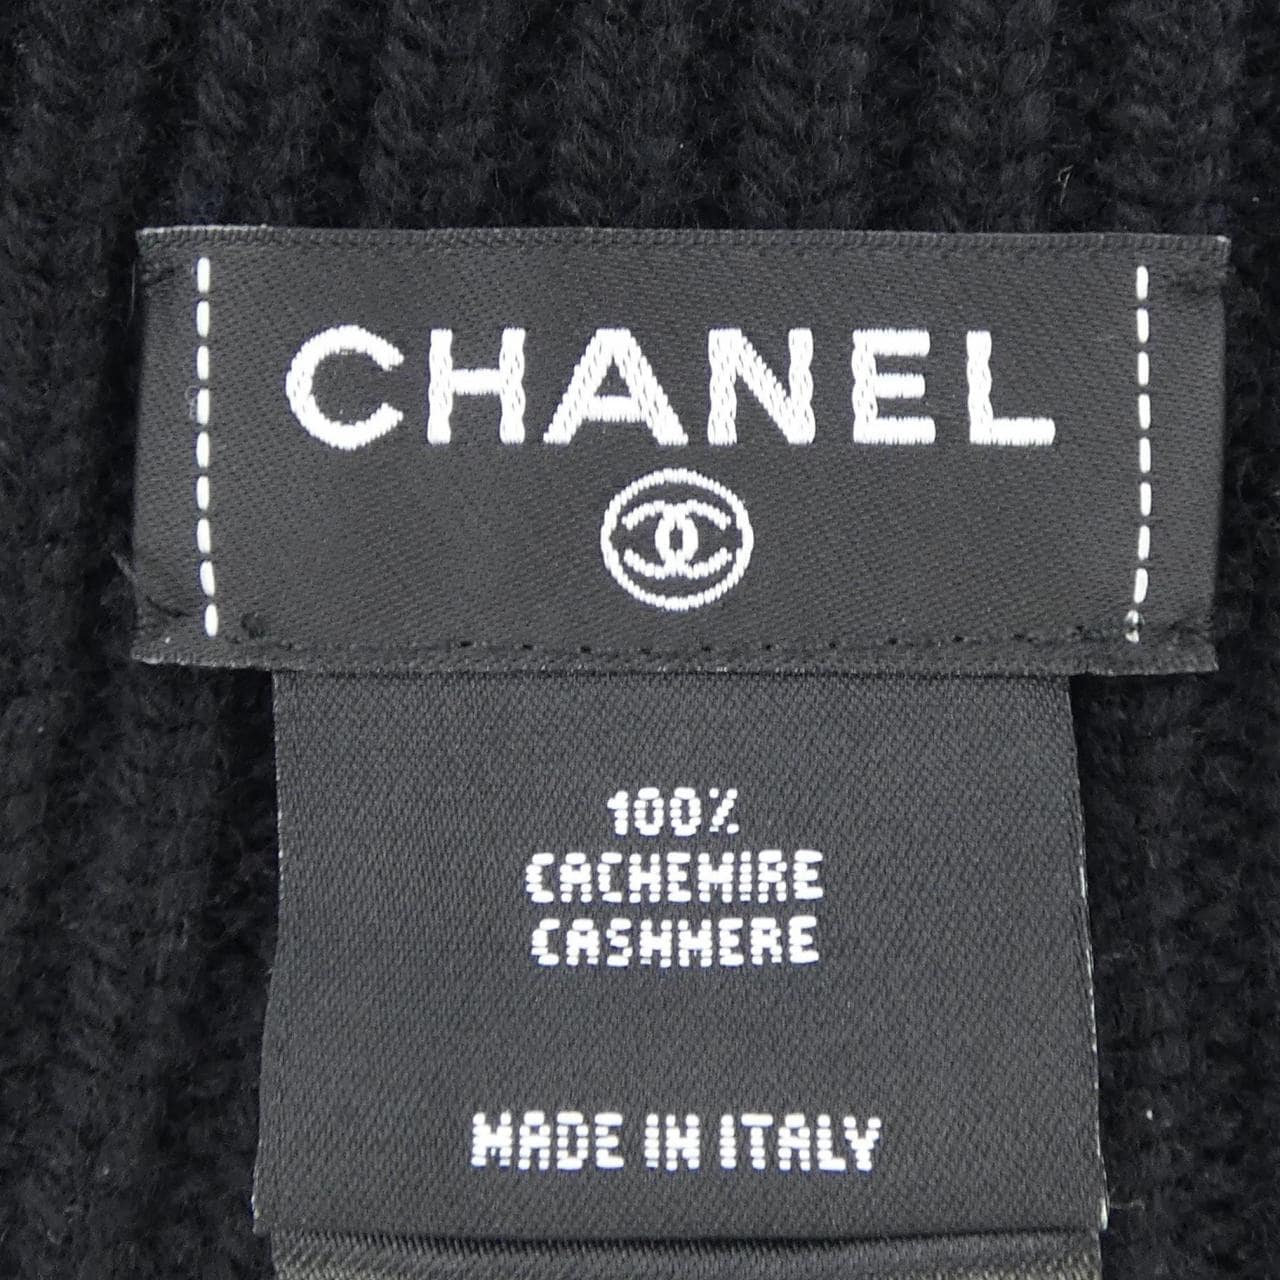 CHANEL
100%
CACHEMIRE
CASHMERE
MADE IN ITALY